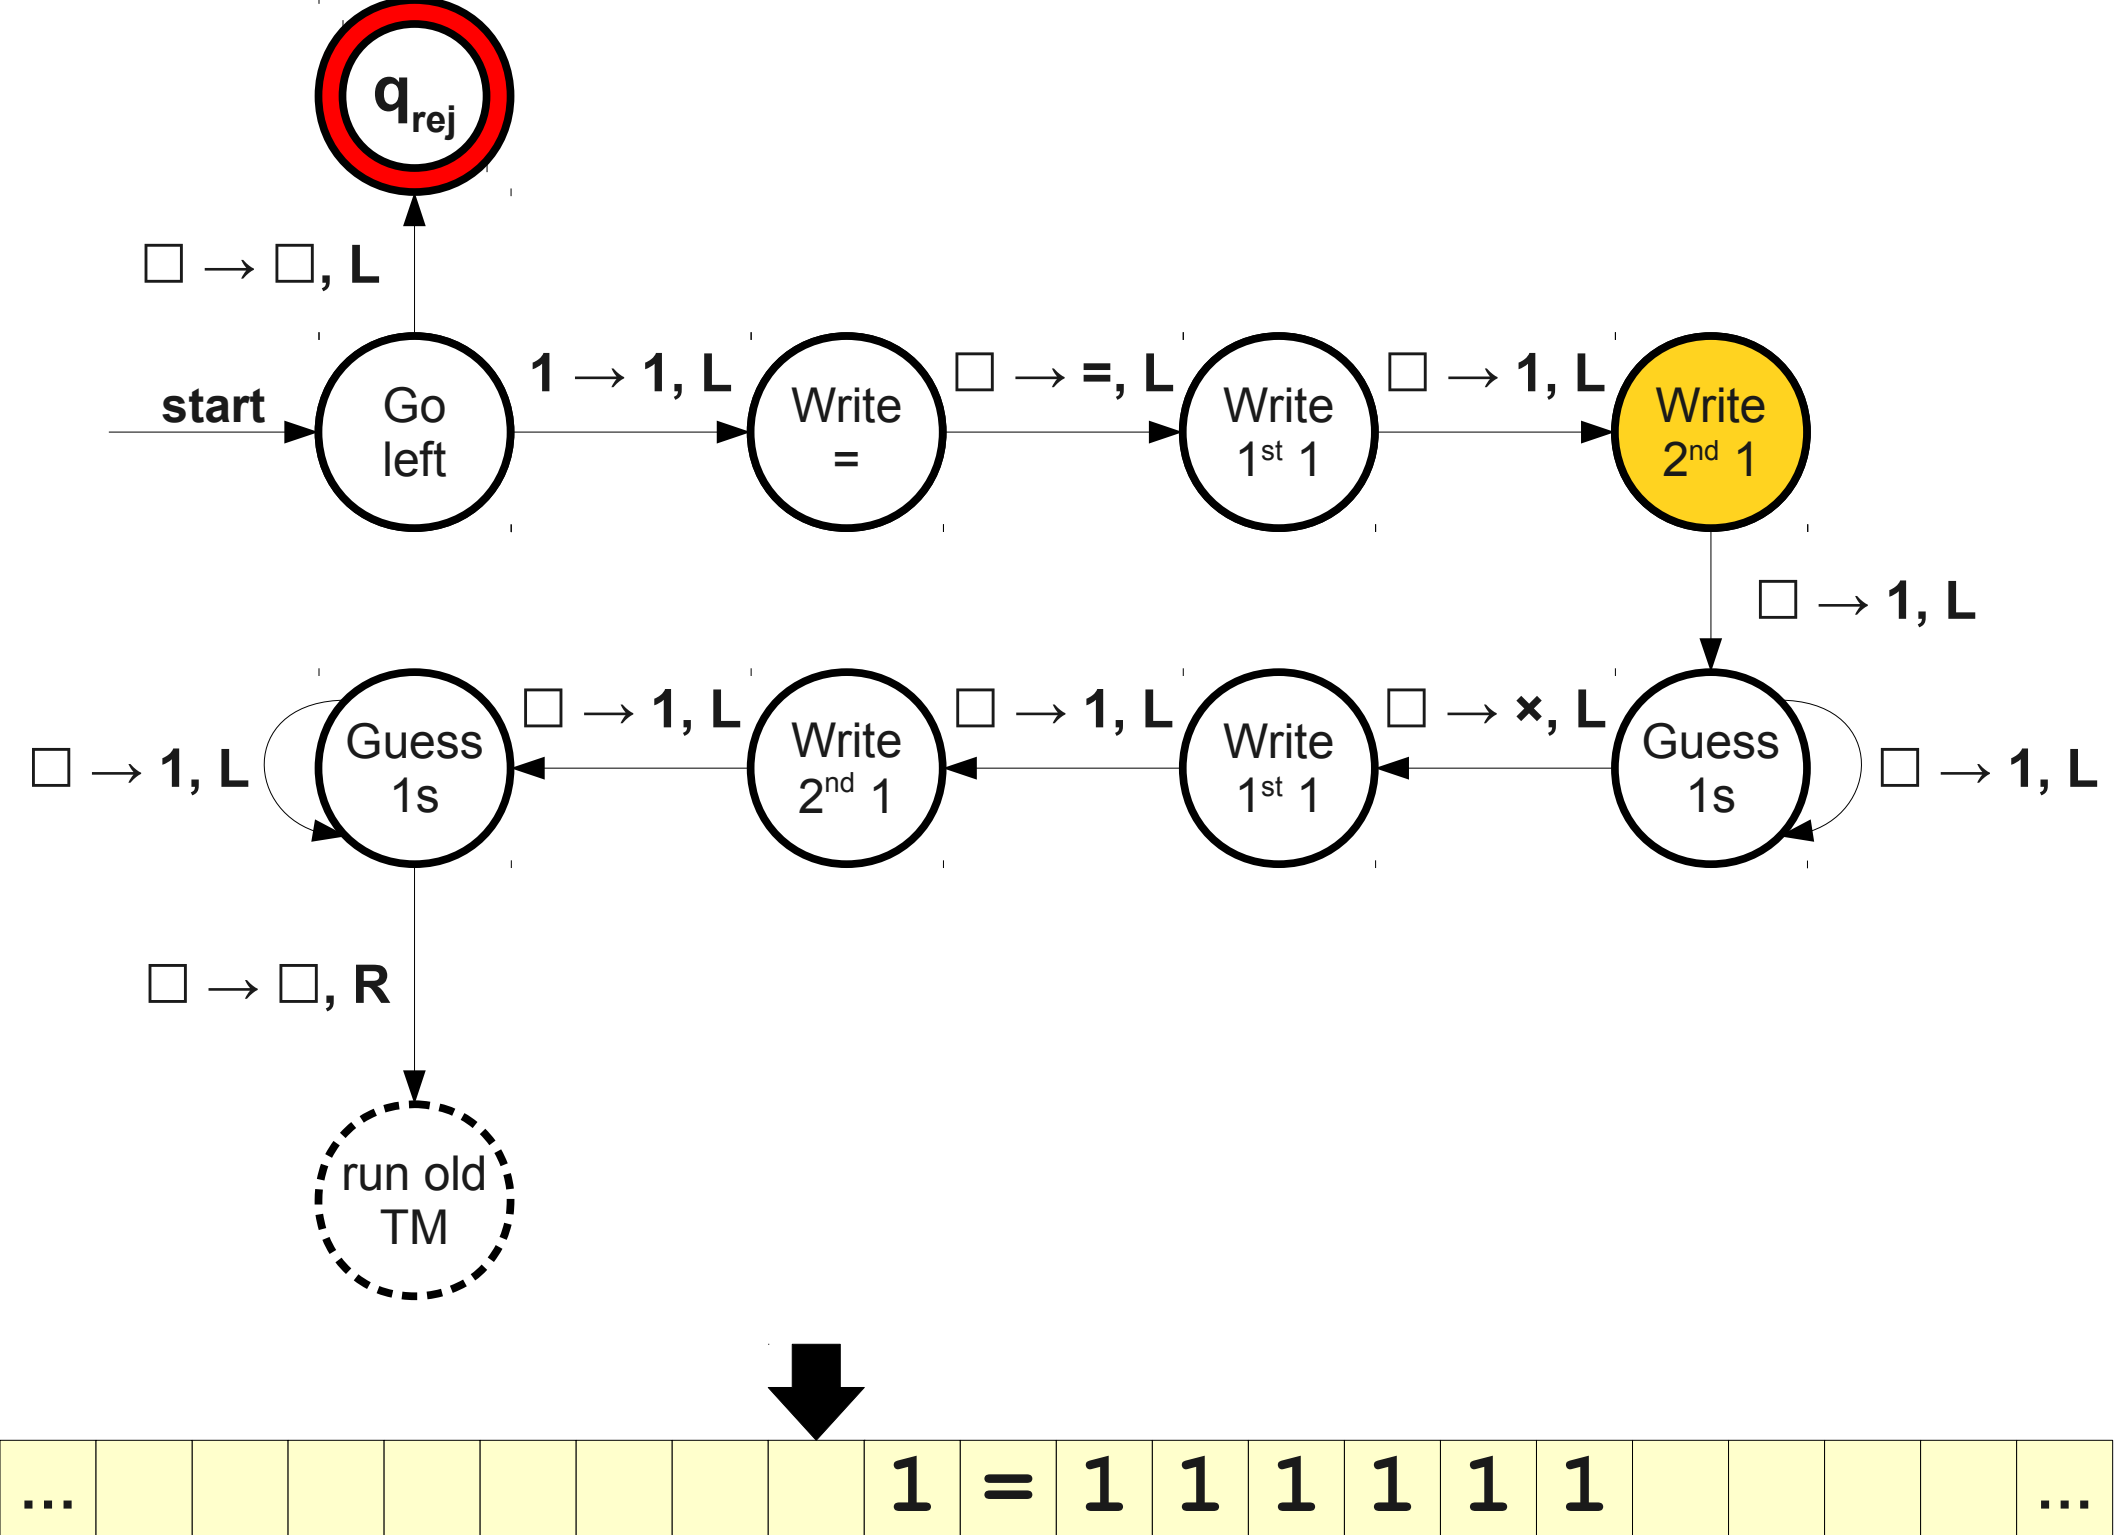 q_rej
□ → □, L
start
Go
left
1 → 1, L
Write
=
□ → =, L
Write
1st 1
□ → 1, L
Write
2nd 1
□ → 1, L
□ → 1, L
Guess
1s
□ → 1, L
Write
2nd 1
□ → 1, L
Write
1st 1
□ → ×, L
Guess
1s
□ → 1, L
□ → □, R
run old
TM
... 1 = 1 1 1 1 1 1 ...